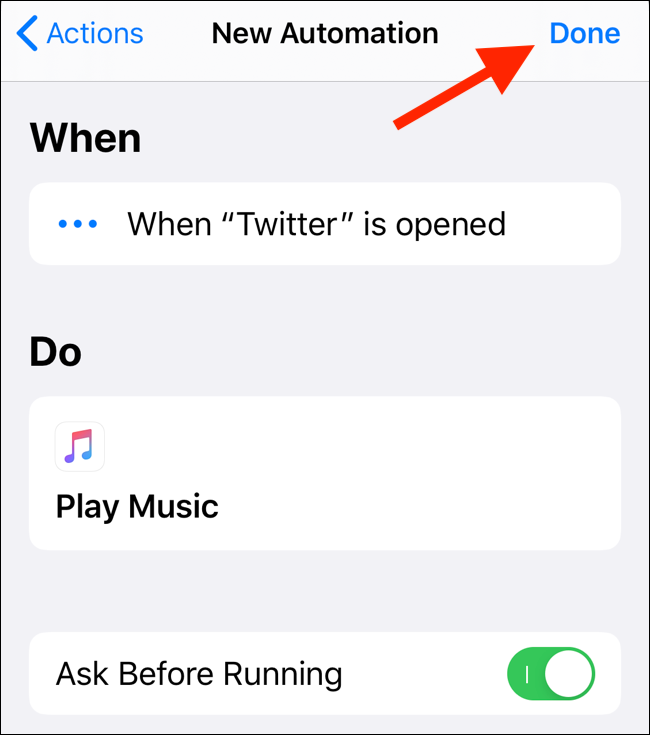 Actions New Automation Done
When
When “Twitter” is opened
Do
Play Music
Ask Before Running